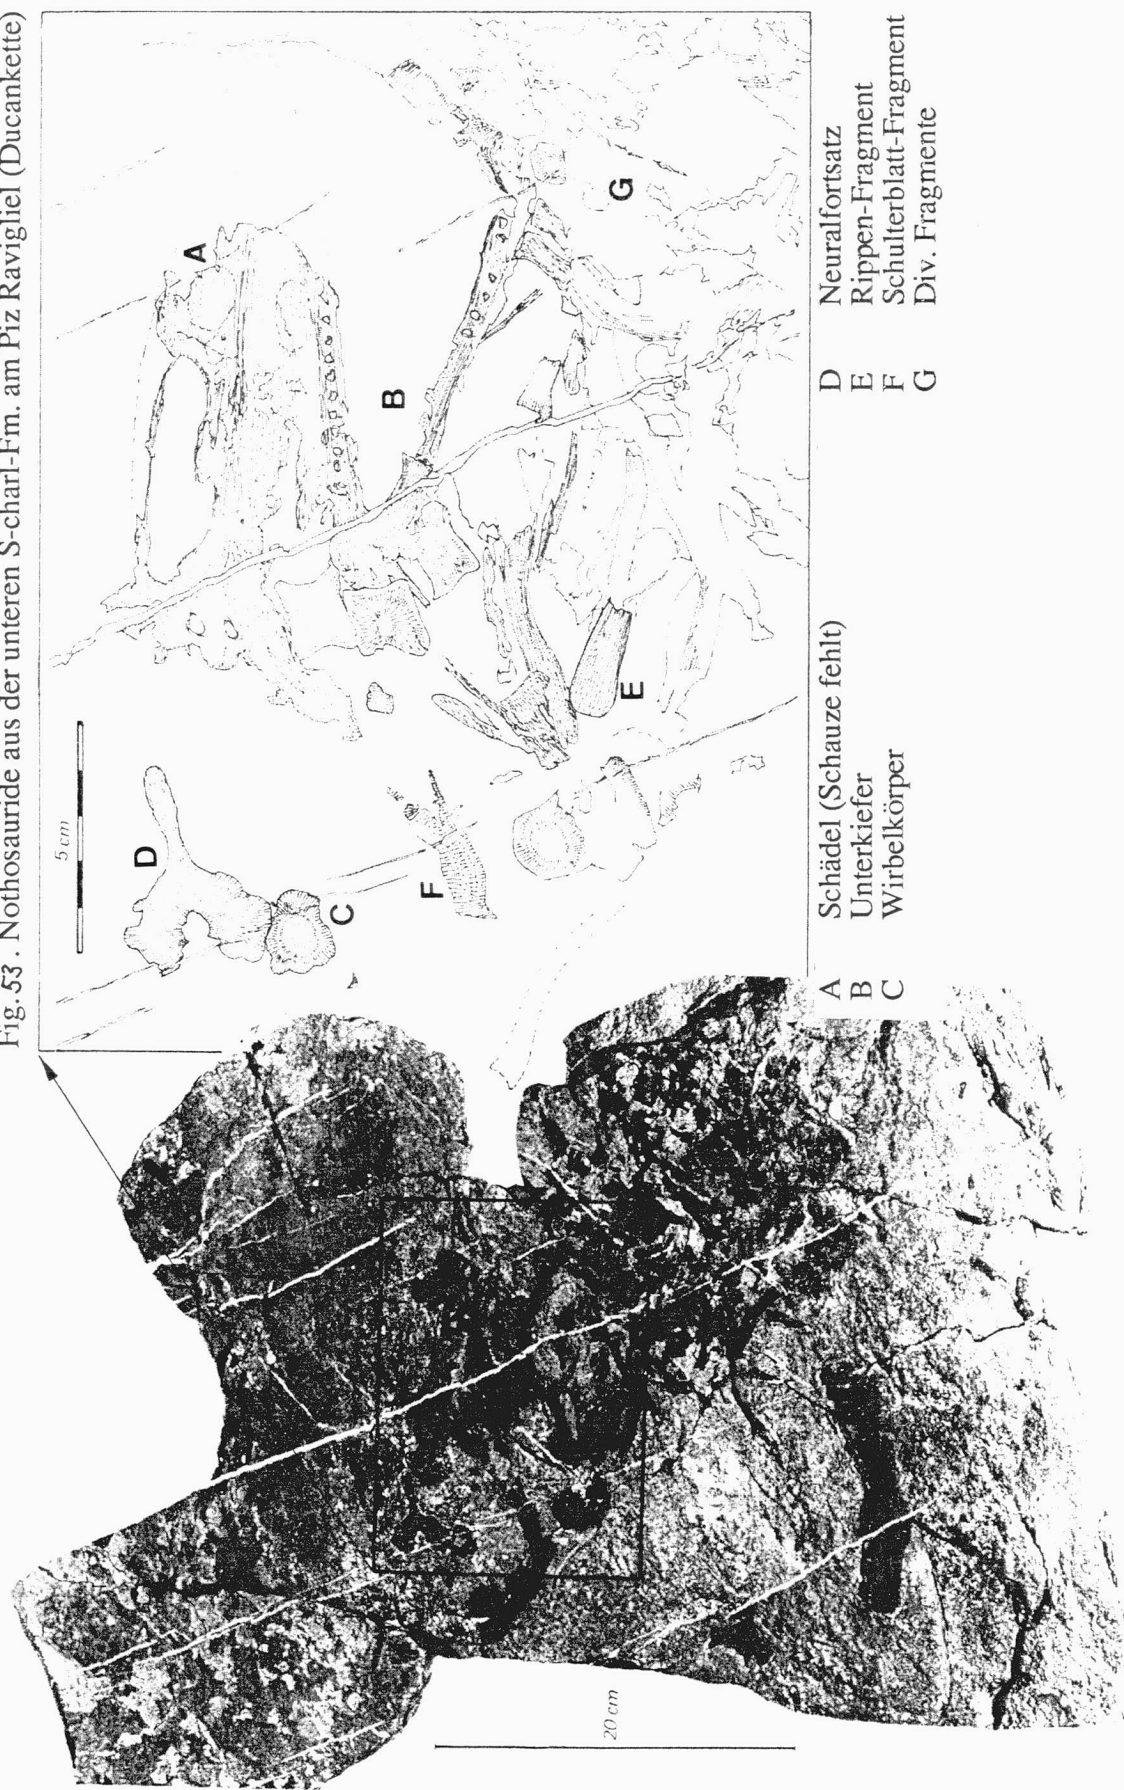 Fig. 53 . Nothosauride aus der unteren S-charl-Fm. am Piz Ravigliel (Ducankette)
5 cm
A
B
C
D
E
F
G
A Schädel (Schauze fehlt)
B Unterkiefer
C Wirbelkörper
D Neuralfortsatz
E Rippen-Fragment
F Schulterblatt-Fragment
G Div. Fragmente
20 cm